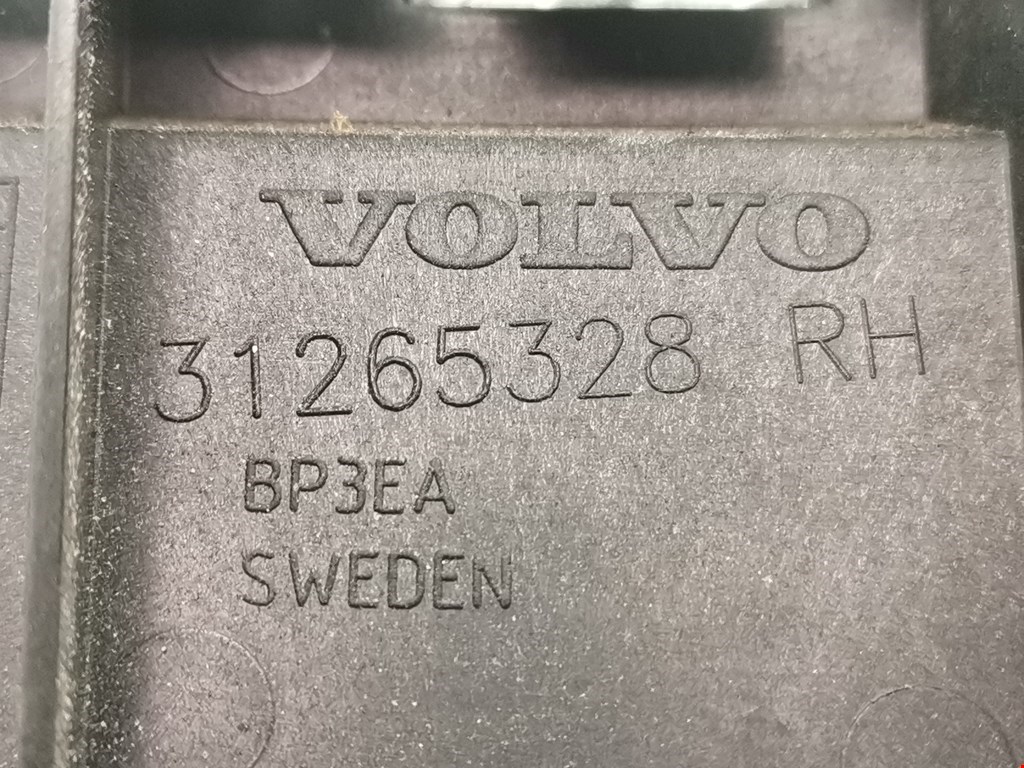 VOLVO
31265328 RH
BP3EA
SWEDEN